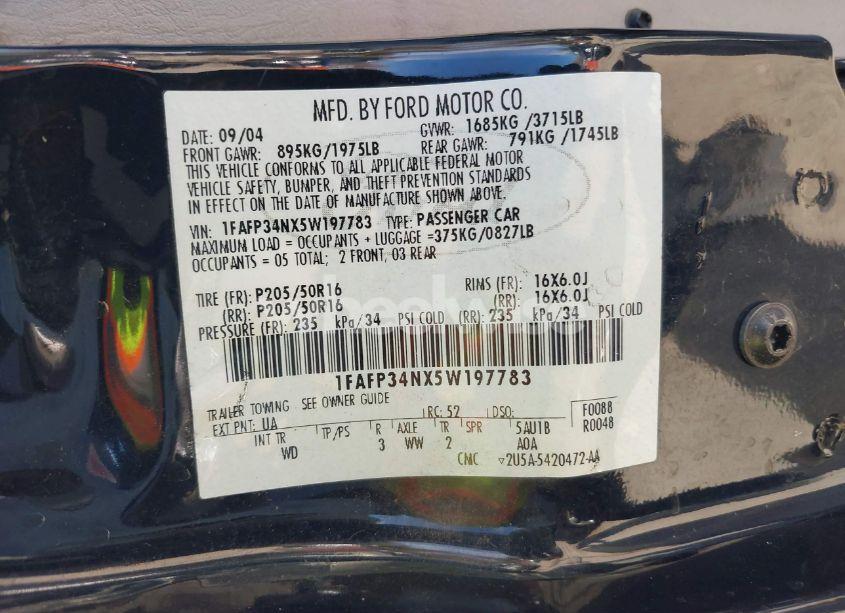 MFD. BY FORD MOTOR CO.
DATE: 09/04 GVWR: 1685KG /3715LB
FRONT GAWR: 895KG/1975LB REAR GAWR: 791KG /1745LB
THIS VEHICLE CONFORMS TO ALL APPLICABLE FEDERAL MOTOR
VEHICLE SAFETY, BUMPER, AND THEFT PREVENTION STANDARDS
IN EFFECT ON THE DATE OF MANUFACTURE SHOWN ABOVE.
VIN: 1FAFP34NX5W197783 TYPE: PASSENGER CAR
MAXIMUM LOAD = OCCUPANTS + LUGGAGE =375KG/0827LB
OCCUPANTS = 05 TOTAL; 2 FRONT, 03 REAR
TIRE (FR): P205/50R16 RIMS (FR): 16X6.0J
(RR): P205/50R16 (RR): 16X6.0J
PRESSURE (FR): 235 kPa/34 PSI COLD (RR): 235 kPa/34 PSI COLD
1FAFP34NX5W197783
TRAILER TOWING SEE OWNER GUIDE
EXT PNT: UA RC: 52 DSO: F0088
INT TR TP/PS R AXLE TR SPR 5AU1B R0048
WD 3 WW 2 A0A
CMC ▽2U5A-5420472-AA